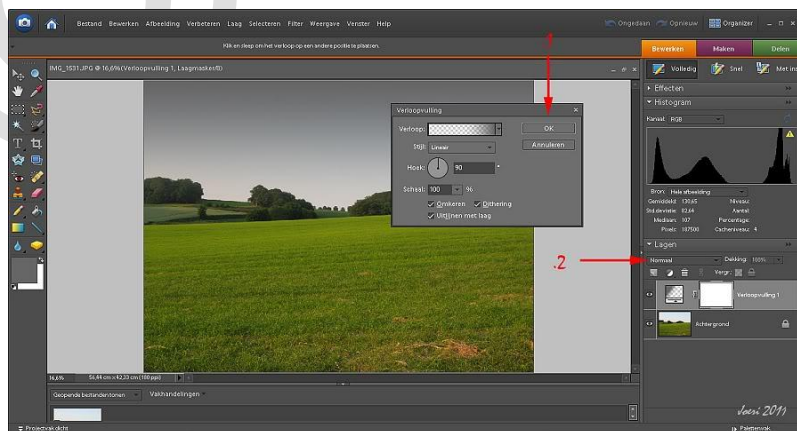 Bestand Bewerken Afbeelding Verbeteren Laag Selecteren Filter Weergave Venster Help
Ongedaan Opnieuw Organizer
Klik en sleep om het verloop op een andere positie te plaatsen.
Bewerken Maken Delen
1
IMG_1531.JPG @ 16,6% (Verloopvulling 1, Laagmasker/8)
Volledig Snel Met ins
Effecten
Histogram
Kanaal: RGB
Verloopvulling
Verloop:
OK
Stijl: Lineair
Annuleren
Hoek: 90 °
Schaal: 100 %
Omkeren Dithering
Uitlijnen met laag
Bron: Hele afbeelding
Gemiddeld: 130,65 Niveau:
Std.deviatie: 82,64 Aantal:
Mediaan: 107 Percentage:
Pixels: 187500 Cacheniveau: 4
Lagen
.2
Normaal Dekking: 100%
Vergr.:
Verloopvulling 1
Achtergrond
16,6% 56,44 cm x 42,33 cm (180 ppi)
Geopende bestanden tonen Vakhandelingen
Joeri 2011
Projectvak dicht Palettenvak